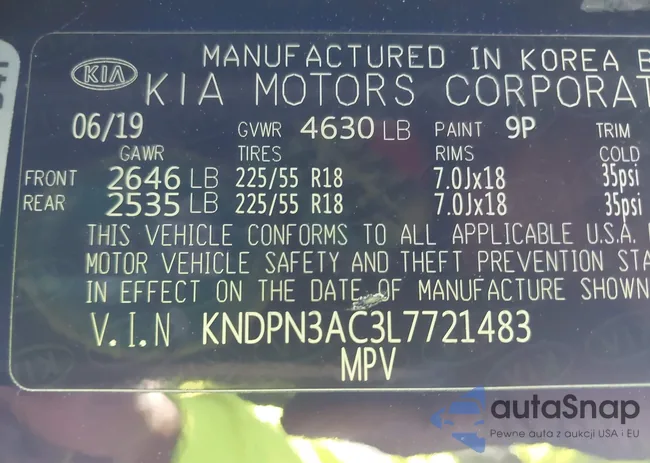 MANUFACTURED IN KOREA B
KIA KIA MOTORS CORPORAT
06/19 GVWR 4630 LB PAINT 9P TRIM
GAWR TIRES RIMS COLD
FRONT 2646 LB 225/55 R18 7.0Jx18 35psi
REAR 2535 LB 225/55 R18 7.0Jx18 35psi
THIS VEHICLE CONFORMS TO ALL APPLICABLE U.S.A.
MOTOR VEHICLE SAFETY AND THEFT PREVENTION STA
IN EFFECT ON THE DATE OF MANUFACTURE SHOWN
V.I.N KNDPN3AC3L7721483
MPV
autaSnap
Pewne auta z aukcji USA i EU